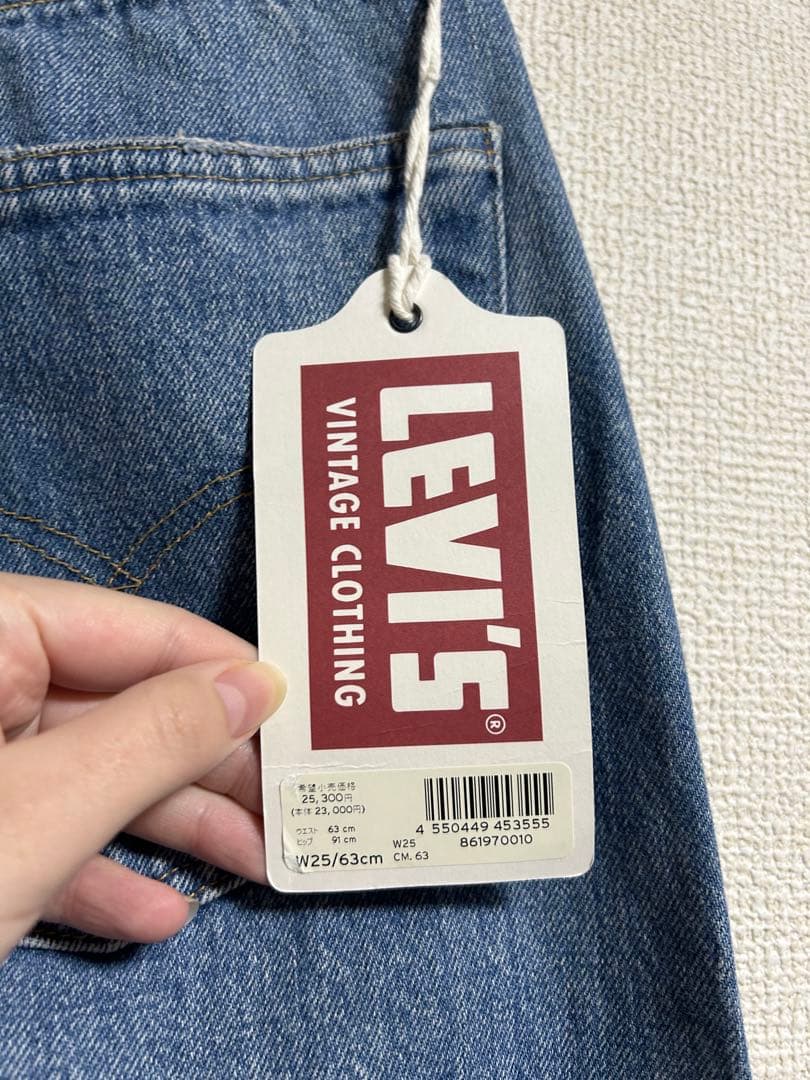 LEVI'S®
VINTAGE CLOTHING
希望小売価格
25,300円
(本体 23,000円)
ウエスト 63 cm
ヒップ 91 cm
W25/63cm
4 550449 453555
W25 861970010
CM. 63